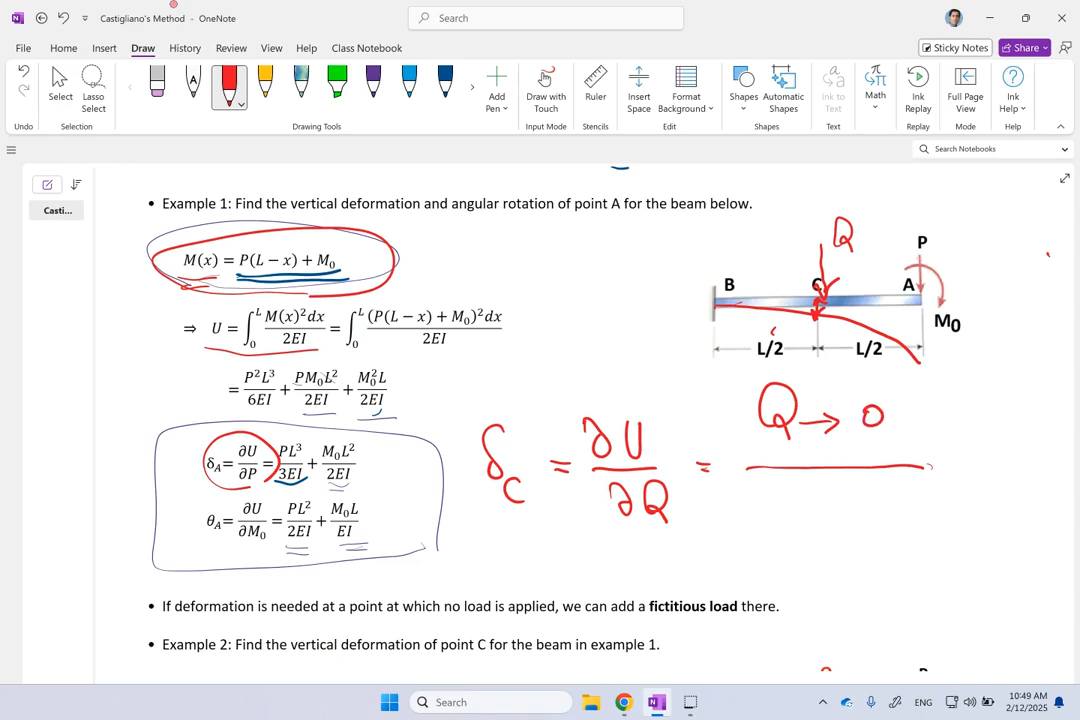 Castigliano's Method - OneNote
Search
File Home Insert Draw History Review View Help Class Notebook
Sticky Notes Share
Undo
Select
Lasso Select
A
Add Pen
Draw with Touch
Ruler
Insert Space
Format Background
Shapes
Automatic Shapes
Ink to Text
Math
Ink Replay
Full Page View
Ink Help
Undo Selection Drawing Tools Input Mode Stencils Edit Shapes Text Replay Mode Help
Search Notebooks
Casti...
• Example 1: Find the vertical deformation and angular rotation of point A for the beam below.
M(x) = P(L − x) + M₀
⇒ U = ∫₀ᴸ M(x)²dx / 2EI = ∫₀ᴸ (P(L − x) + M₀)²dx / 2EI
= P²L³/6EI + PM₀L²/2EI + M₀²L/2EI
δA = ∂U/∂P = PL³/3EI + M₀L²/2EI
θA = ∂U/∂M₀ = PL²/2EI + M₀L/EI
Q
P
B C A
M₀
L/2 L/2
Q → 0
δC = ∂U/∂Q =
• If deformation is needed at a point at which no load is applied, we can add a fictitious load there.
• Example 2: Find the vertical deformation of point C for the beam in example 1.
Search
ENG
10:49 AM
2/12/2025